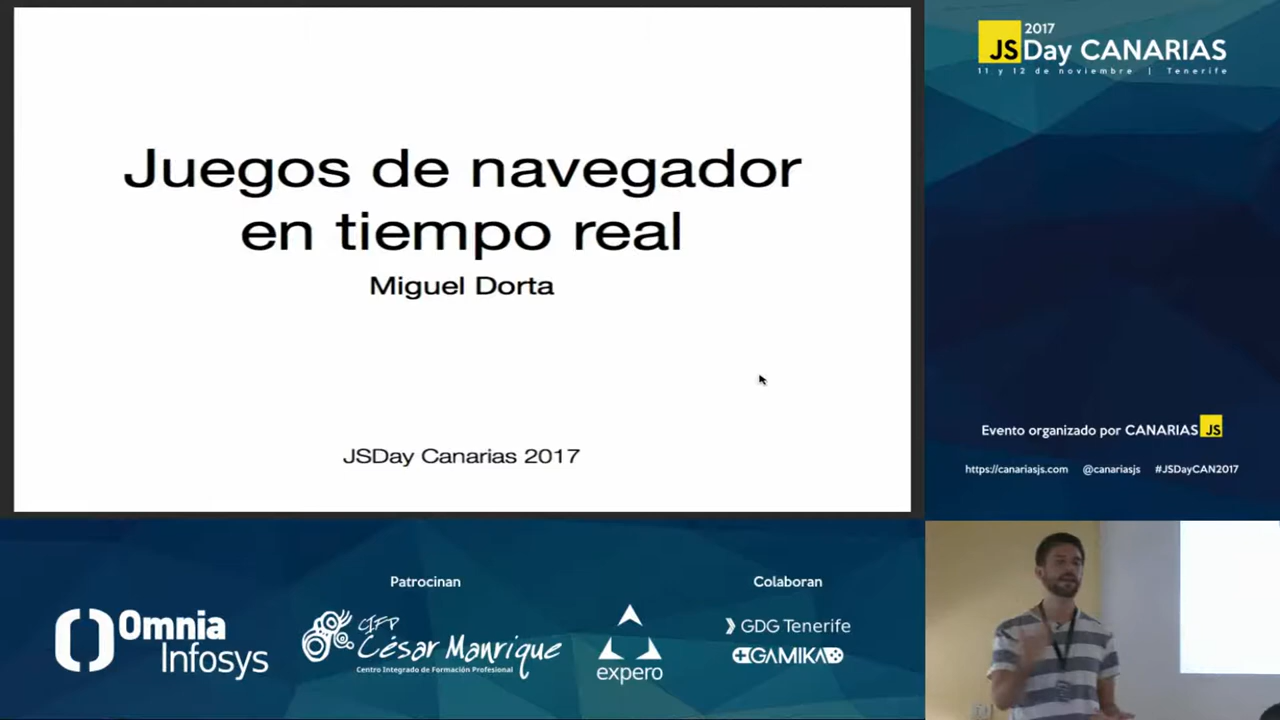 Juegos de navegador
en tiempo real
Miguel Dorta
JSDay Canarias 2017
2017
JSDay CANARIAS
11 y 12 de noviembre | Tenerife
Evento organizado por CANARIAS JS
https://canariasjs.com @canariasjs #JSDayCAN2017
Patrocinan
Omnia
Infosys
CIFP
César Manrique
Centro Integrado de Formación Profesional
expero
Colaboran
GDG Tenerife
GAMIKA